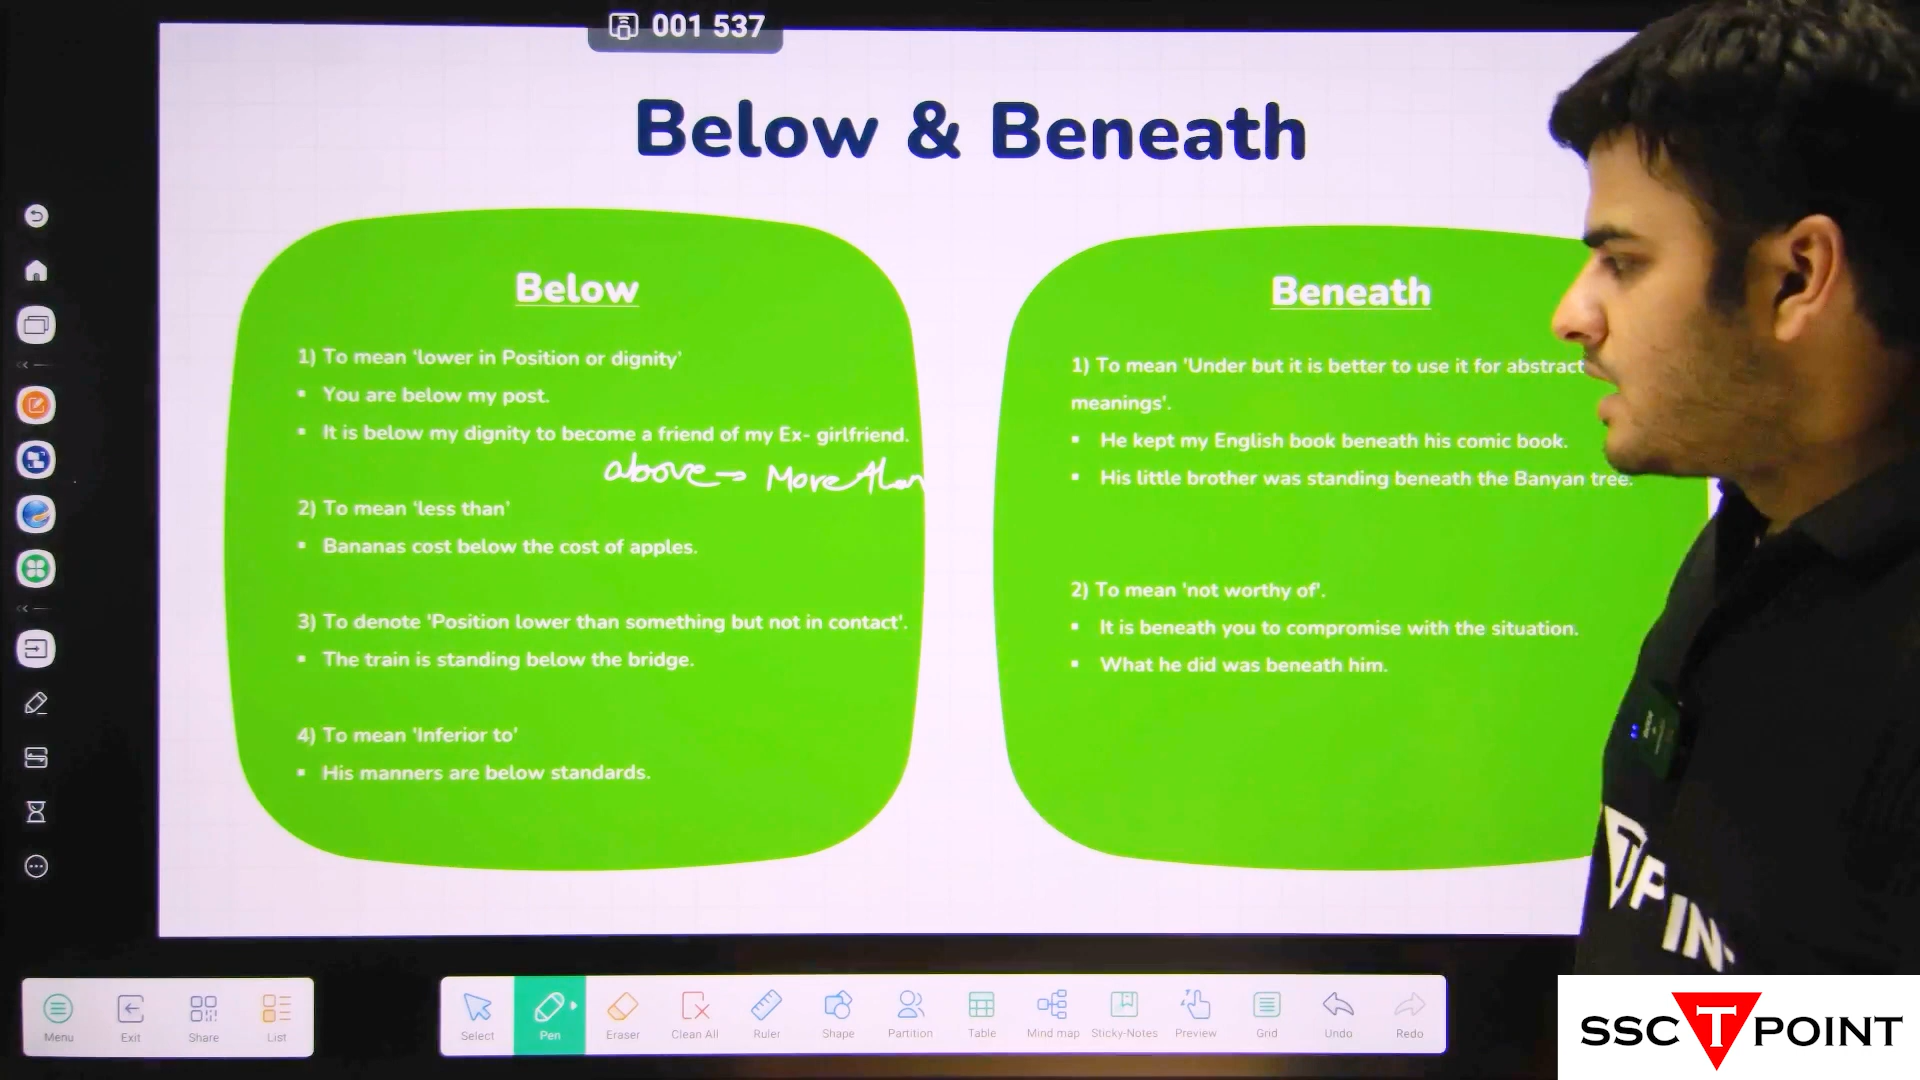 001 537
Below & Beneath
Below
1) To mean 'lower in Position or dignity'
▪ You are below my post.
▪ It is below my dignity to become a friend of my Ex- girlfriend.
above → More than
2) To mean 'less than'
▪ Bananas cost below the cost of apples.
3) To denote 'Position lower than something but not in contact'.
▪ The train is standing below the bridge.
4) To mean 'Inferior to'
▪ His manners are below standards.
Beneath
1) To mean 'Under but it is better to use it for abstract
meanings'.
▪ He kept my English book beneath his comic book.
▪ His little brother was standing beneath the Banyan tree.
2) To mean 'not worthy of'.
▪ It is beneath you to compromise with the situation.
▪ What he did was beneath him.
Menu Exit Share List
Select Pen Eraser Clean All Ruler Shape Partition Table Mind map Sticky-Notes Preview Grid Undo Redo
SSC T POINT